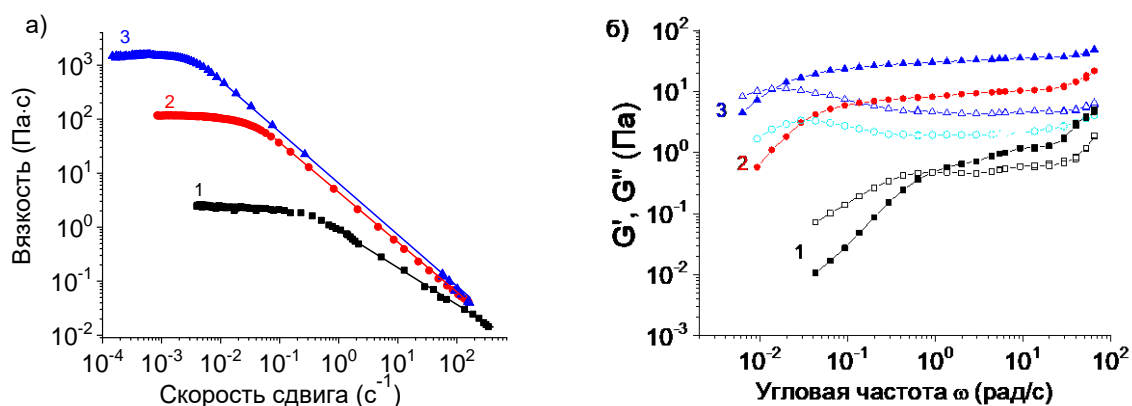 а)
Вязкость (Па·с)
10³
10²
10¹
10⁰
10⁻¹
10⁻²
3
2
1
10⁻⁴ 10⁻³ 10⁻² 10⁻¹ 10⁰ 10¹ 10²
Скорость сдвига (с⁻¹)
б)
G', G'' (Па)
10²
10¹
10⁰
10⁻¹
10⁻²
10⁻³
3
2
1
10⁻² 10⁻¹ 10⁰ 10¹ 10²
Угловая частота ω (рад/с)